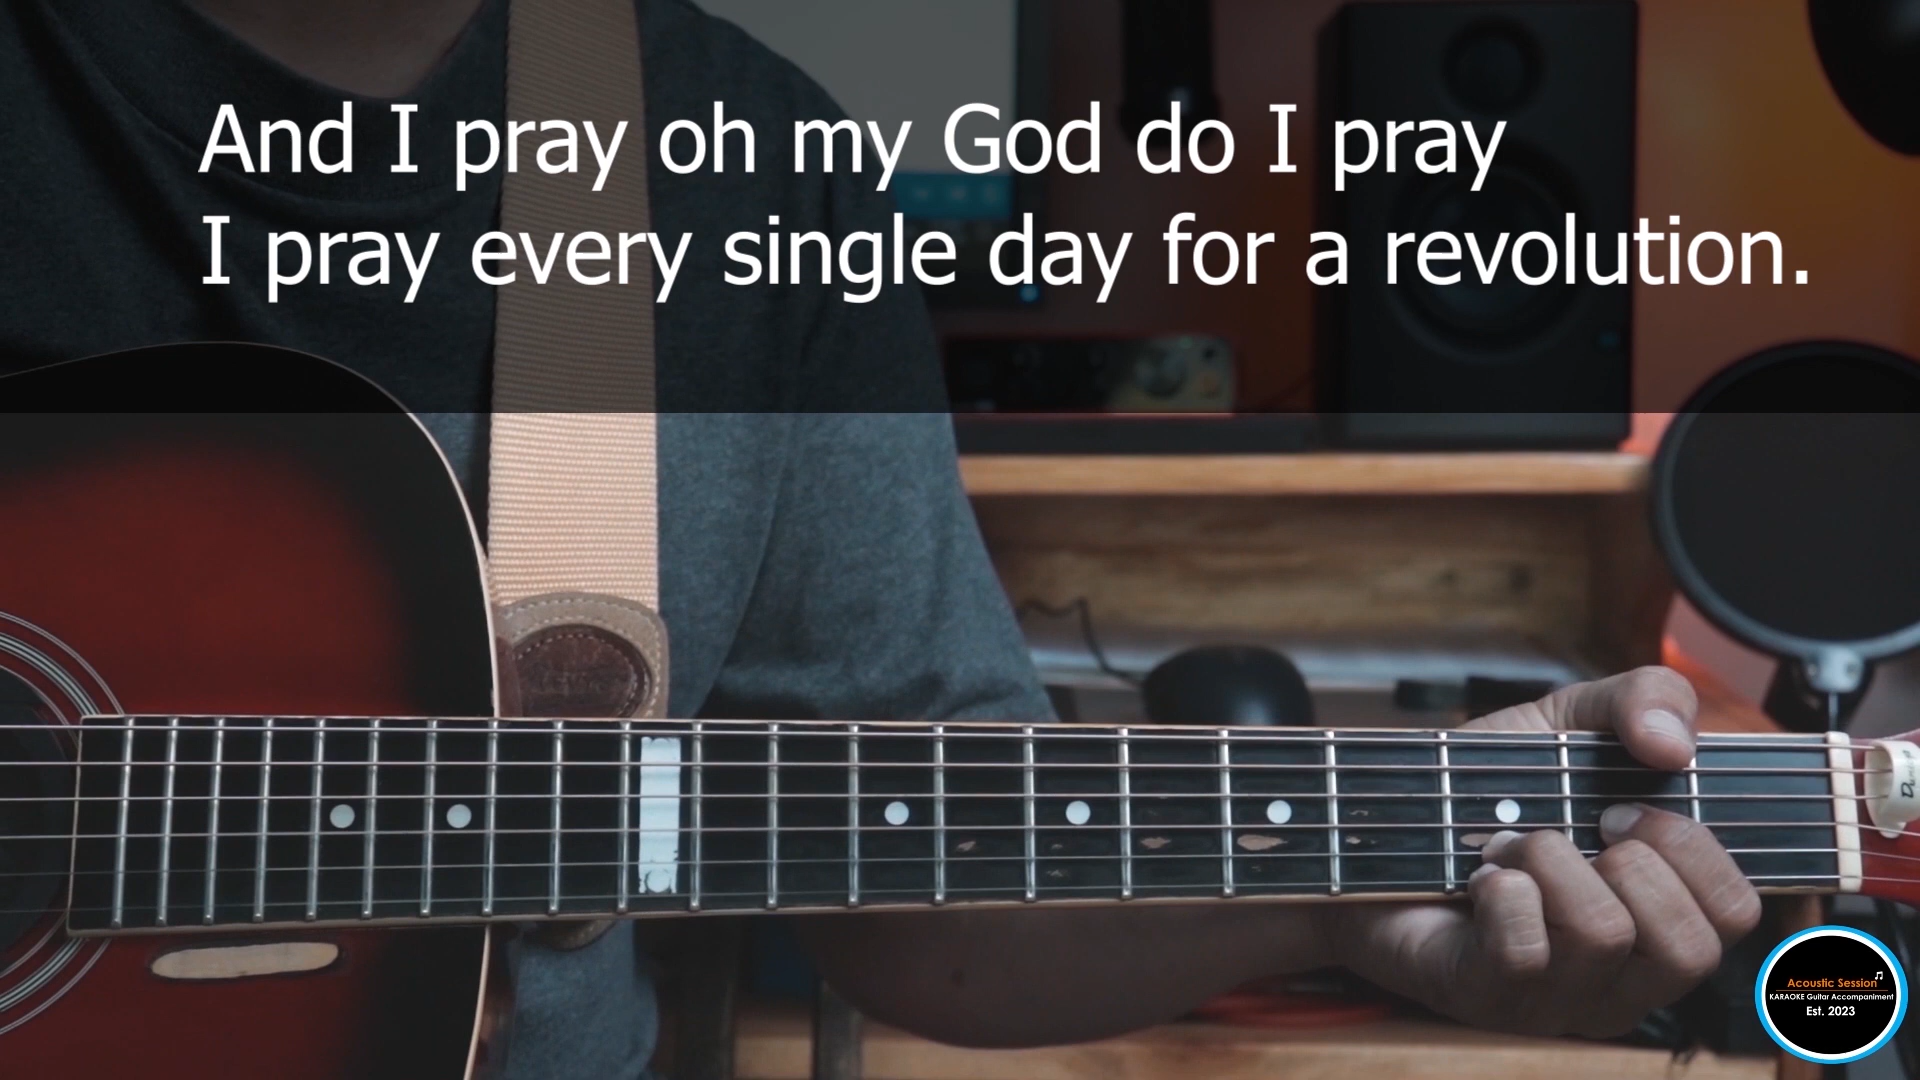 And I pray oh my God do I pray
I pray every single day for a revolution.
Acoustic Session
KARAOKE Guitar Accompaniment
Est. 2023